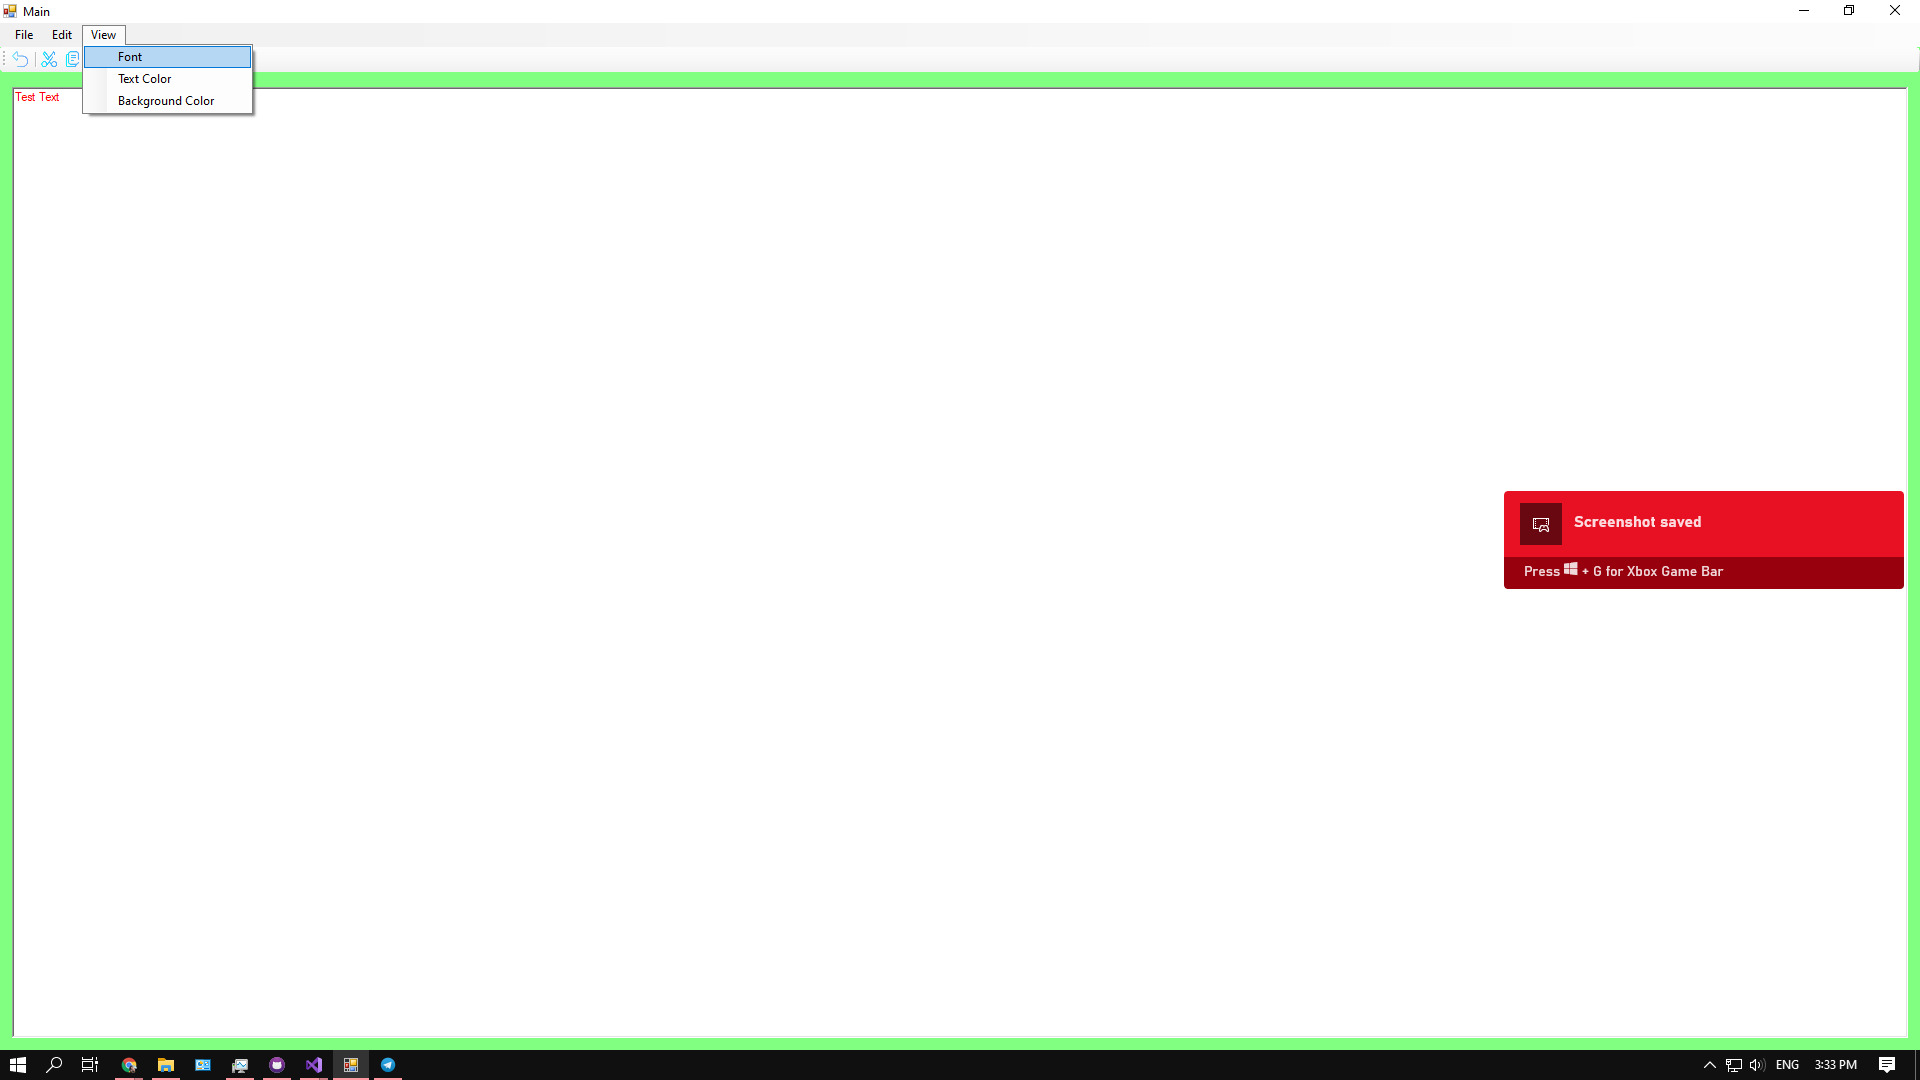 Main
File Edit View
Font
Text Color
Background Color
Test Text
Screenshot saved
Press + G for Xbox Game Bar
ENG 3:33 PM